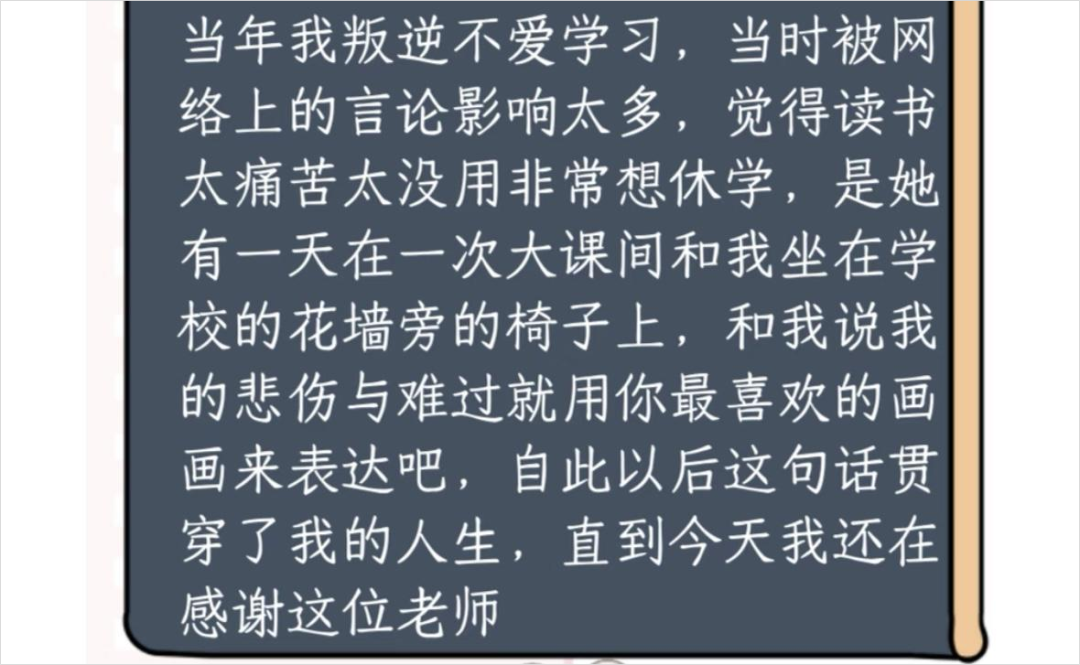 当年我叛逆不爱学习，当时被网
络上的言论影响太多，觉得读书
太痛苦太没用非常想休学，是她
有一天在一次大课间和我坐在学
校的花墙旁的椅子上，和我说我
的悲伤与难过就用你最喜欢的画
画来表达吧，自此以后这句话贯
穿了我的人生，直到今天我还在
感谢这位老师